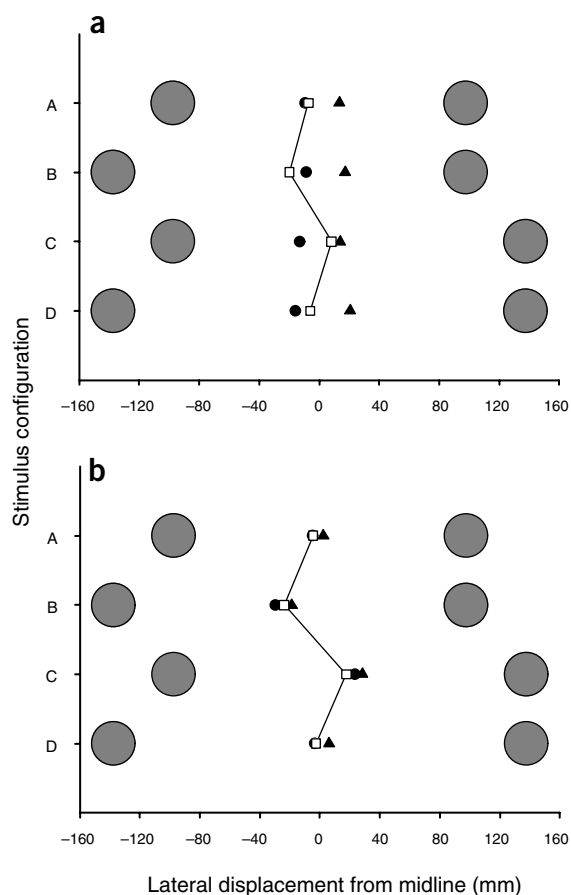 a
A
B
C
D
−160 −120 −80 −40 0 40 80 120 160
Stimulus configuration
b
A
B
C
D
−160 −120 −80 −40 0 40 80 120 160
Lateral displacement from midline (mm)